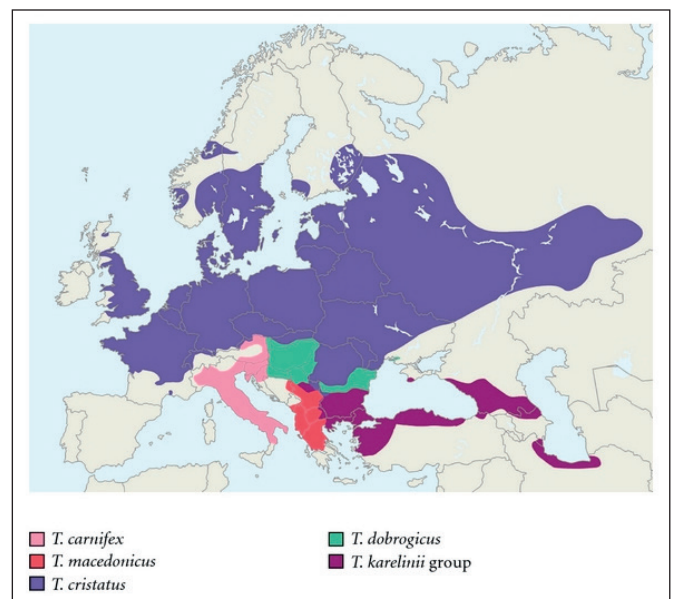 T. carnifex
T. macedonicus
T. cristatus
T. dobrogicus
T. karelinii group